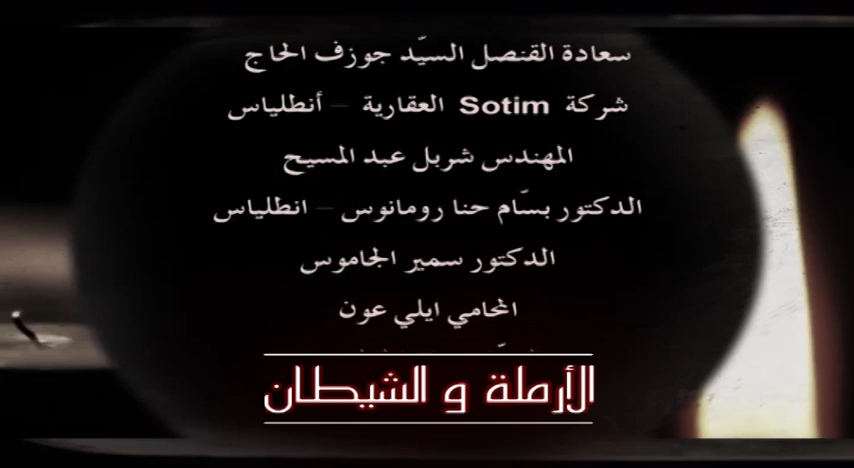 سعادة القنصل السيّد جوزف الحاج
شركة Sotim العقارية – أنطلياس
المهندس شربل عبد المسيح
الدكتور بسّام حنا رومانوس – انطلياس
الدكتور سمير الجاموس
المحامي ايلي عون
الأرملة و الشيطان